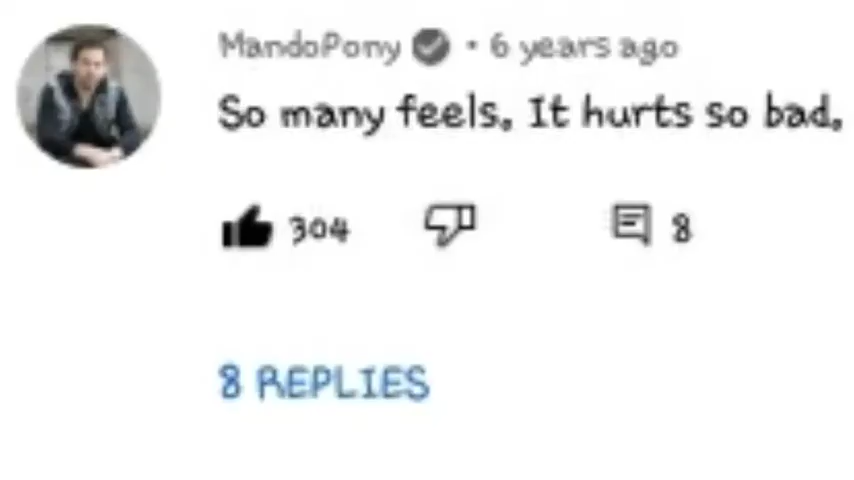 MandoPony • 6 years ago
So many feels. It hurts so bad.
304 8
8 REPLIES